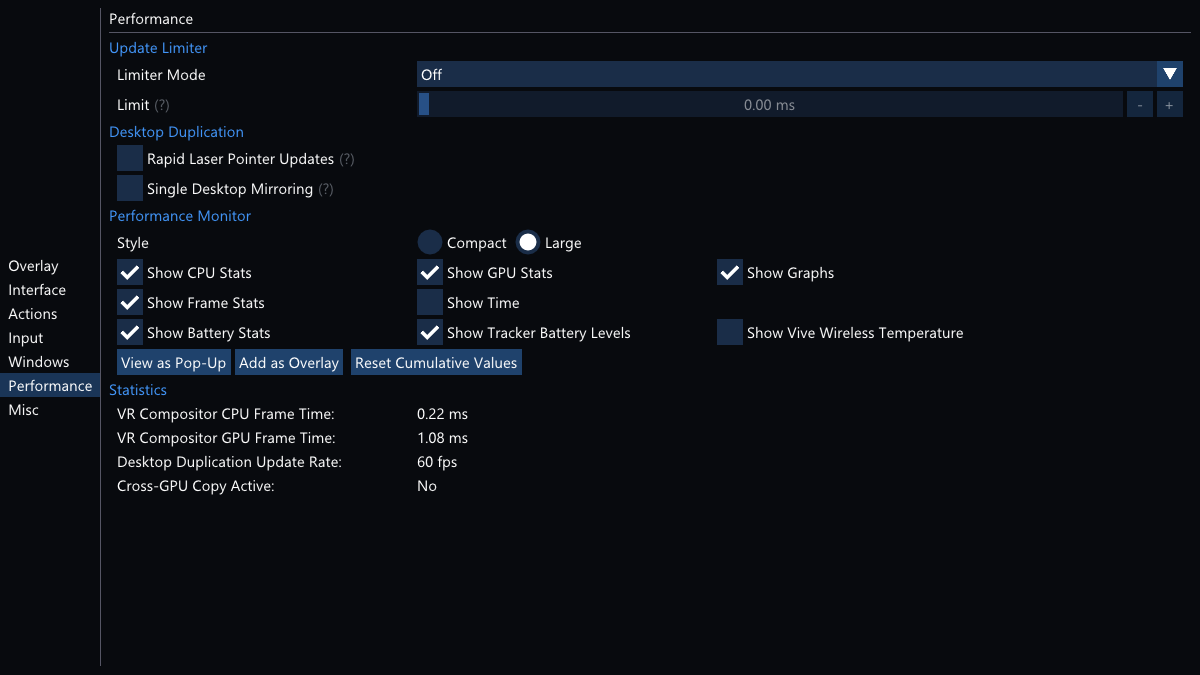 Performance
Update Limiter
Limiter Mode Off
Limit (?) 0.00 ms - +
Desktop Duplication
Rapid Laser Pointer Updates (?)
Single Desktop Mirroring (?)
Performance Monitor
Style Compact Large
Show CPU Stats Show GPU Stats Show Graphs
Show Frame Stats Show Time
Show Battery Stats Show Tracker Battery Levels Show Vive Wireless Temperature
View as Pop-Up Add as Overlay Reset Cumulative Values
Statistics
VR Compositor CPU Frame Time: 0.22 ms
VR Compositor GPU Frame Time: 1.08 ms
Desktop Duplication Update Rate: 60 fps
Cross-GPU Copy Active: No
Overlay
Interface
Actions
Input
Windows
Performance
Misc